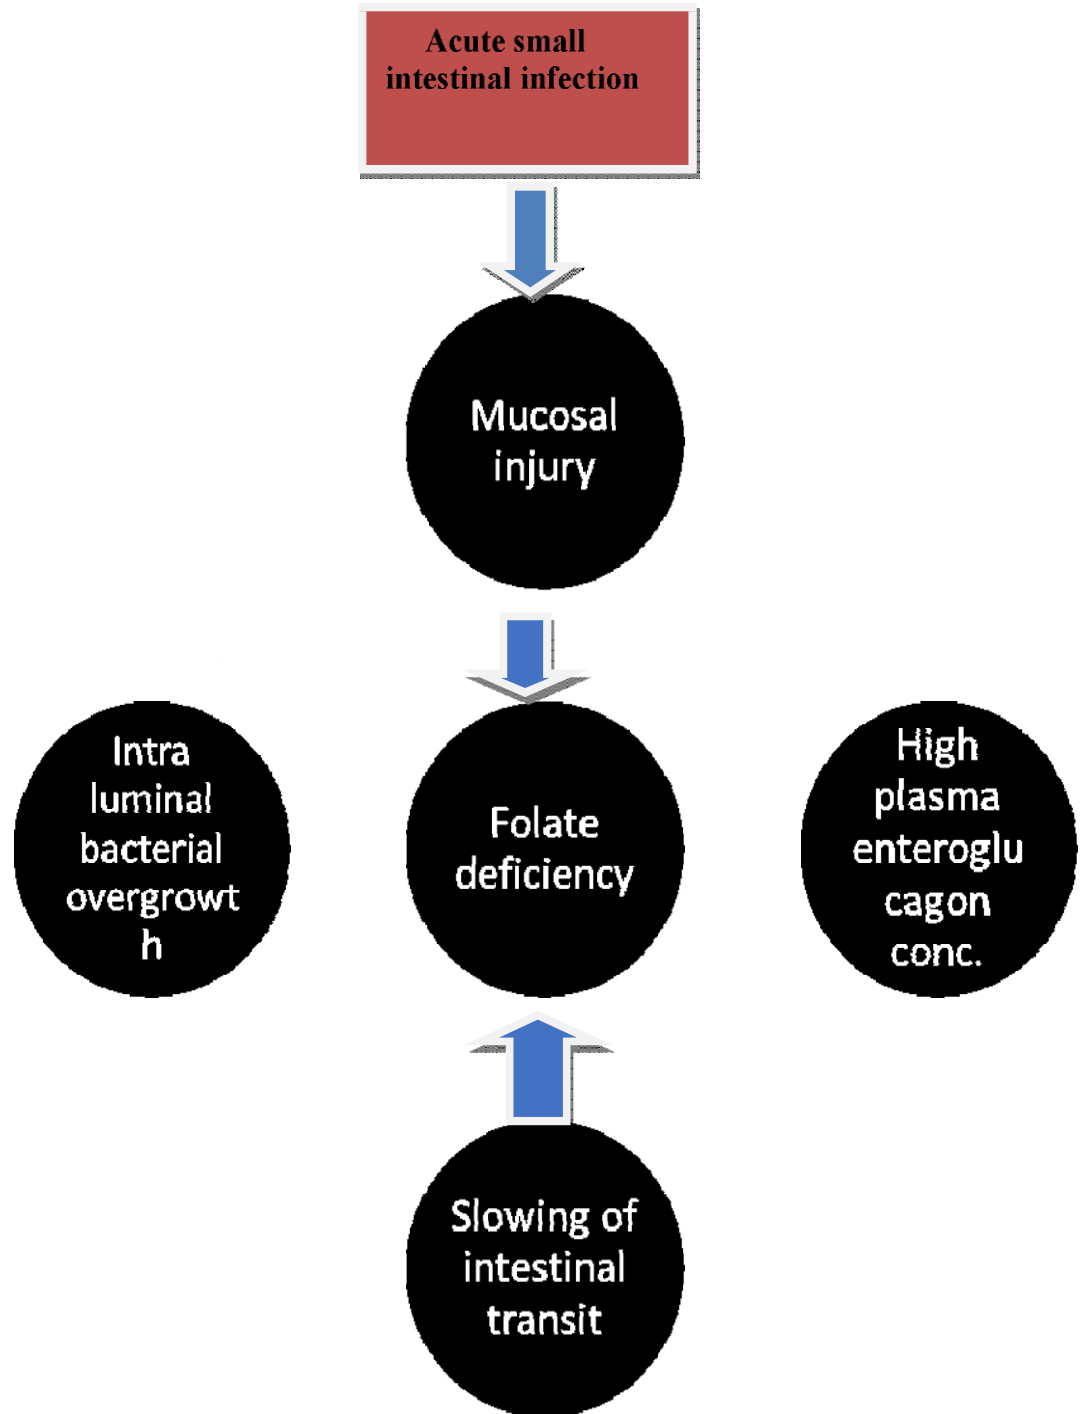 Acute small
intestinal infection
Mucosal
injury
Intra
luminal
bacterial
overgrowt
h
Folate
deficiency
High
plasma
enteroglu
cagon
conc.
Slowing of
intestinal
transit